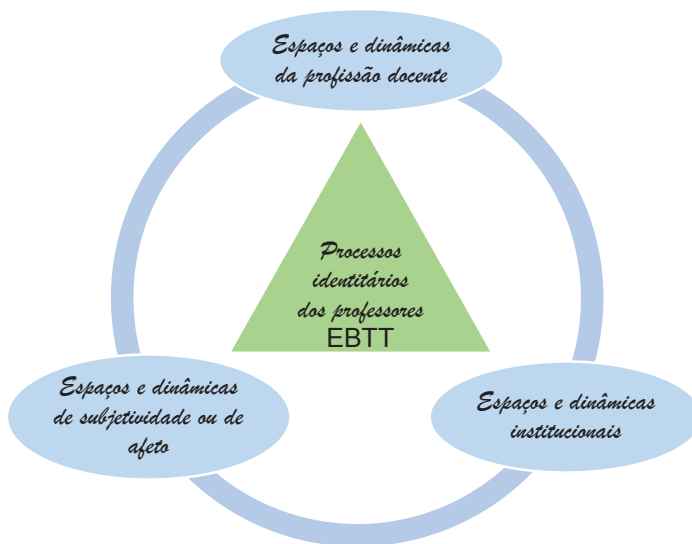 Espaços e dinâmicas
da profissão docente
Processos
identitários
dos professores
EBTT
Espaços e dinâmicas
de subjetividade ou de
afeto
Espaços e dinâmicas
institucionais